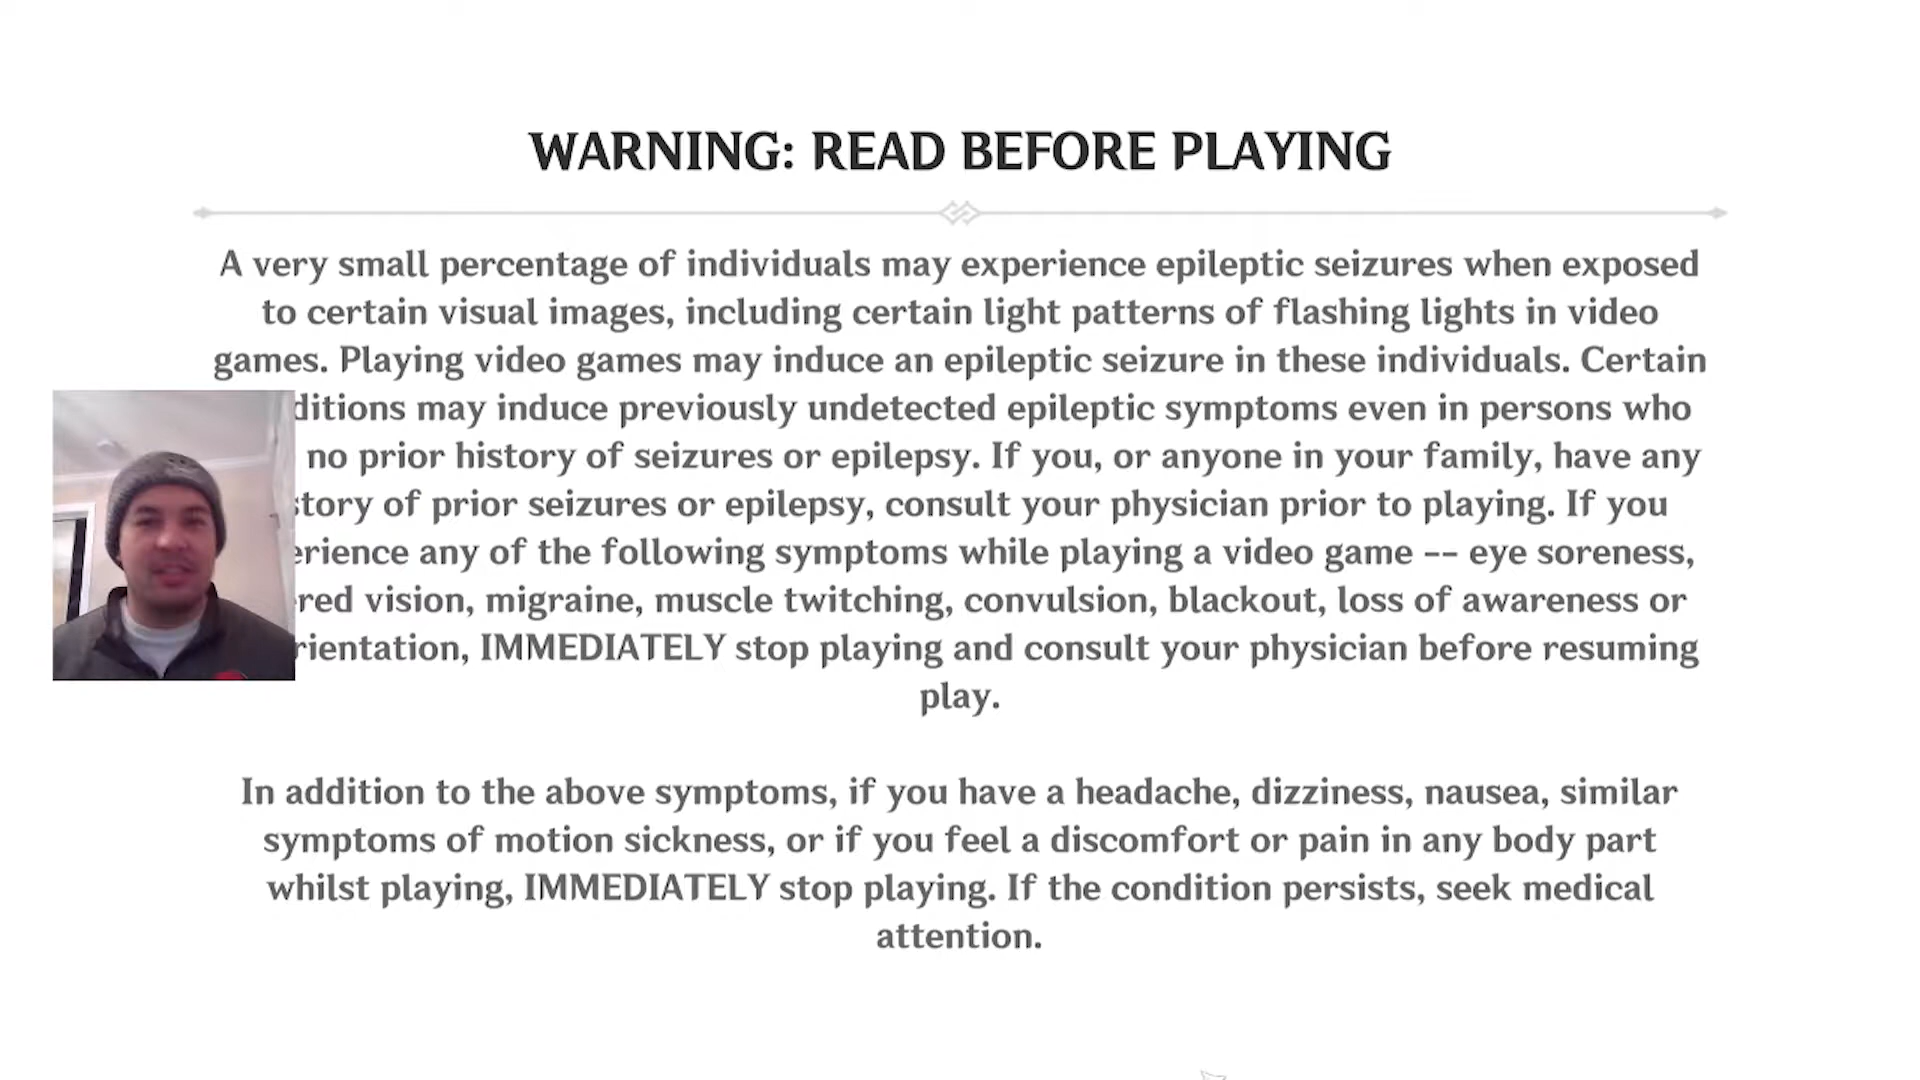 WARNING: READ BEFORE PLAYING
A very small percentage of individuals may experience epileptic seizures when exposed
to certain visual images, including certain light patterns of flashing lights in video
games. Playing video games may induce an epileptic seizure in these individuals. Certain
may induce previously undetected epileptic symptoms even in persons who
no prior history of seizures or epilepsy. If you, or anyone in your family, have any
of prior seizures or epilepsy, consult your physician prior to playing. If you
any of the following symptoms while playing a video game -- eye soreness,
vision, migraine, muscle twitching, convulsion, blackout, loss of awareness or
IMMEDIATELY stop playing and consult your physician before resuming
play.
In addition to the above symptoms, if you have a headache, dizziness, nausea, similar
symptoms of motion sickness, or if you feel a discomfort or pain in any body part
whilst playing, IMMEDIATELY stop playing. If the condition persists, seek medical
attention.